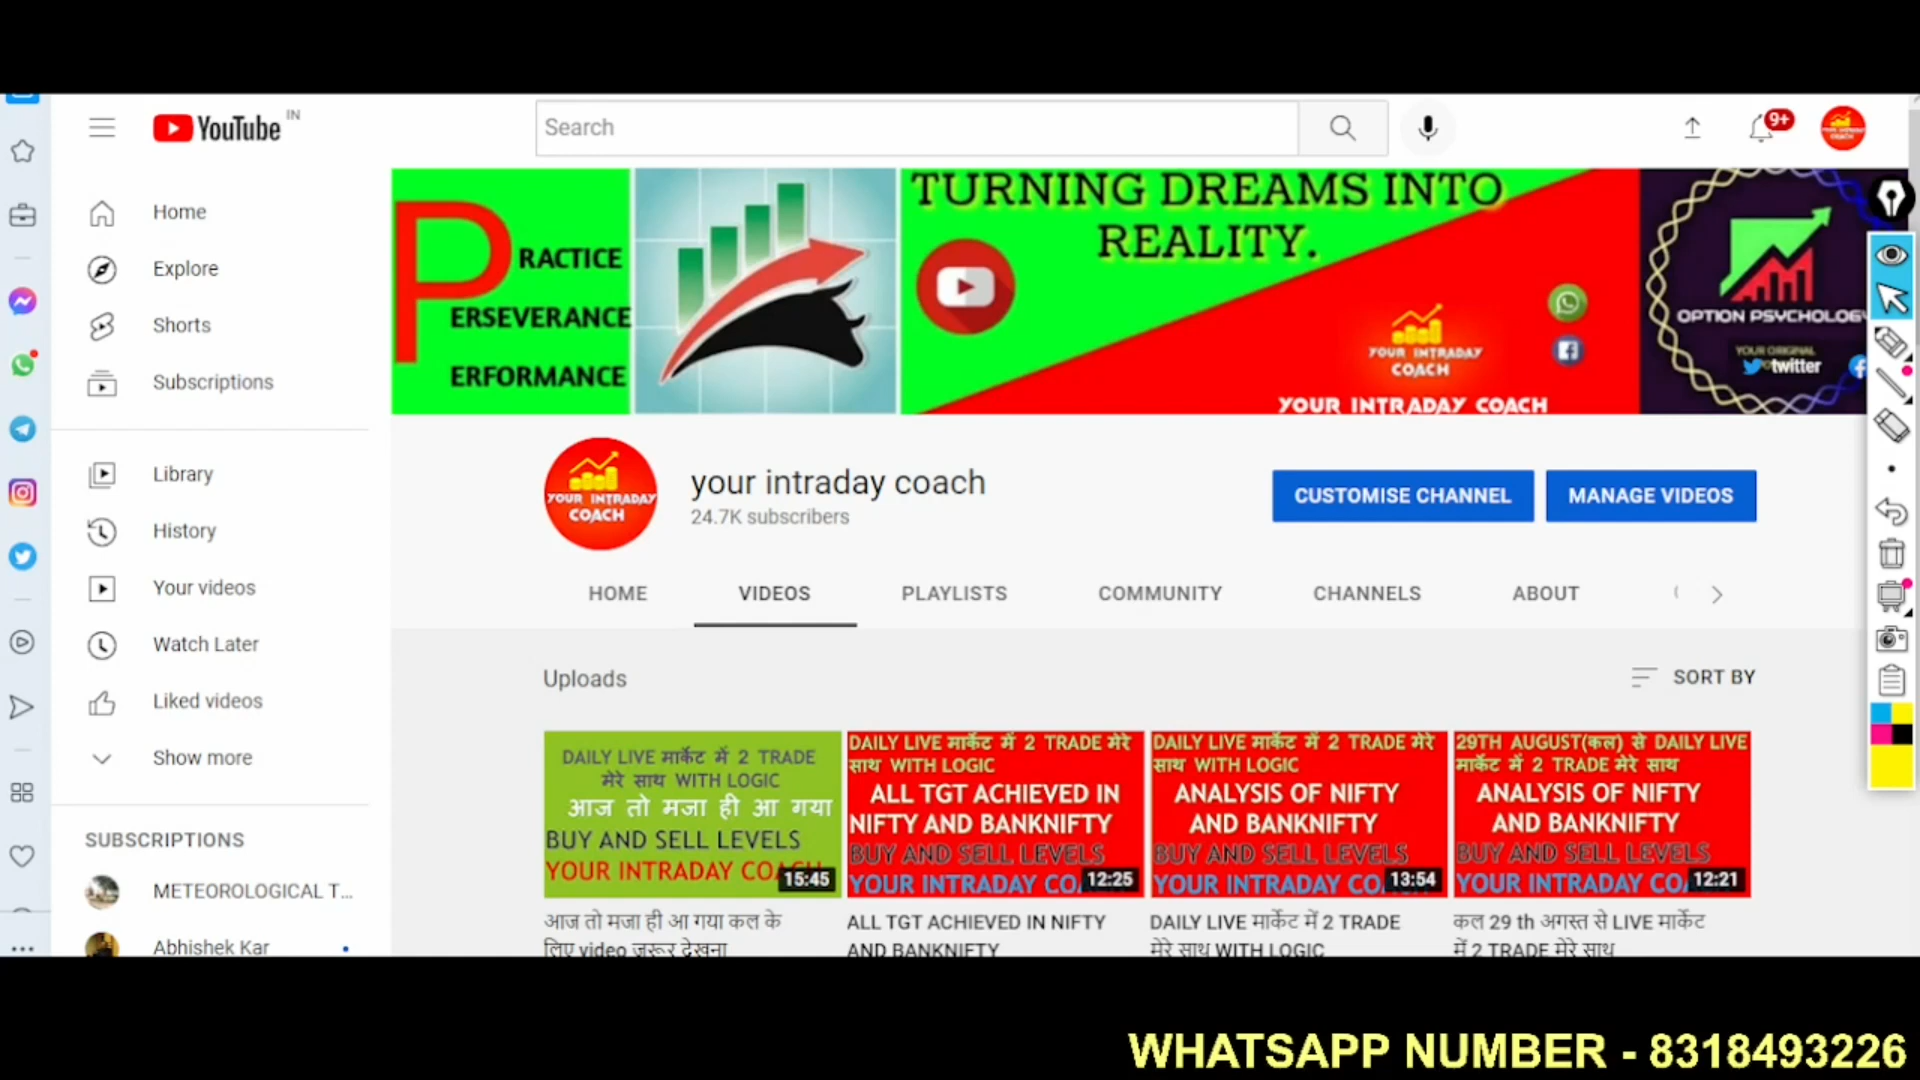 YouTube IN
Search
9+
Home
Explore
Shorts
Subscriptions
Library
History
Your videos
Watch Later
Liked videos
Show more
SUBSCRIPTIONS
METEOROLOGICAL T...
Abhishek Kar
PRACTICE
PERSEVERANCE
PERFORMANCE
TURNING DREAMS INTO
REALITY.
YOUR INTRADAY
COACH
YOUR INTRADAY COACH
OPTION PSYCHOLOGY
YOUR ORIGINAL
twitter
YOUR INTRADAY
COACH
your intraday coach
24.7K subscribers
CUSTOMISE CHANNEL
MANAGE VIDEOS
HOME
VIDEOS
PLAYLISTS
COMMUNITY
CHANNELS
ABOUT
Uploads
SORT BY
DAILY LIVE मार्केट में 2 TRADE
मेरे साथ WITH LOGIC
आज तो मजा ही आ गया
BUY AND SELL LEVELS
YOUR INTRADAY COACH
15:45
आज तो मजा ही आ गया कल के
लिए video जरूर देखना
DAILY LIVE मार्केट में 2 TRADE मेरे
साथ WITH LOGIC
ALL TGT ACHIEVED IN
NIFTY AND BANKNIFTY
BUY AND SELL LEVELS
YOUR INTRADAY CO
12:25
ALL TGT ACHIEVED IN NIFTY
AND BANKNIFTY
DAILY LIVE मार्केट में 2 TRADE मेरे
साथ WITH LOGIC
ANALYSIS OF NIFTY
AND BANKNIFTY
BUY AND SELL LEVELS
YOUR INTRADAY CO
13:54
DAILY LIVE मार्केट में 2 TRADE
मेरे साथ WITH LOGIC
29TH AUGUST(कल) से DAILY LIVE
मार्केट में 2 TRADE मेरे साथ
ANALYSIS OF NIFTY
AND BANKNIFTY
BUY AND SELL LEVELS
YOUR INTRADAY CO
12:21
कल 29 th अगस्त से LIVE मार्केट
में 2 TRADE मेरे साथ
WHATSAPP NUMBER - 8318493226